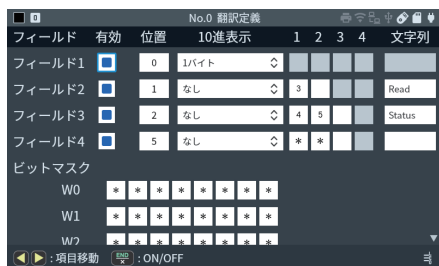 0 No.0 翻訳定義
フィールド 有効 位置 10進表示 1 2 3 4 文字列
フィールド1 0 1バイト
フィールド2 1 なし 3 Read
フィールド3 2 なし 4 5 Status
フィールド4 5 なし * *
ビットマスク
W0 * * * * * * * *
W1 * * * * * * * *
W2 * * * * * * * *
:項目移動 END × :ON/OFF